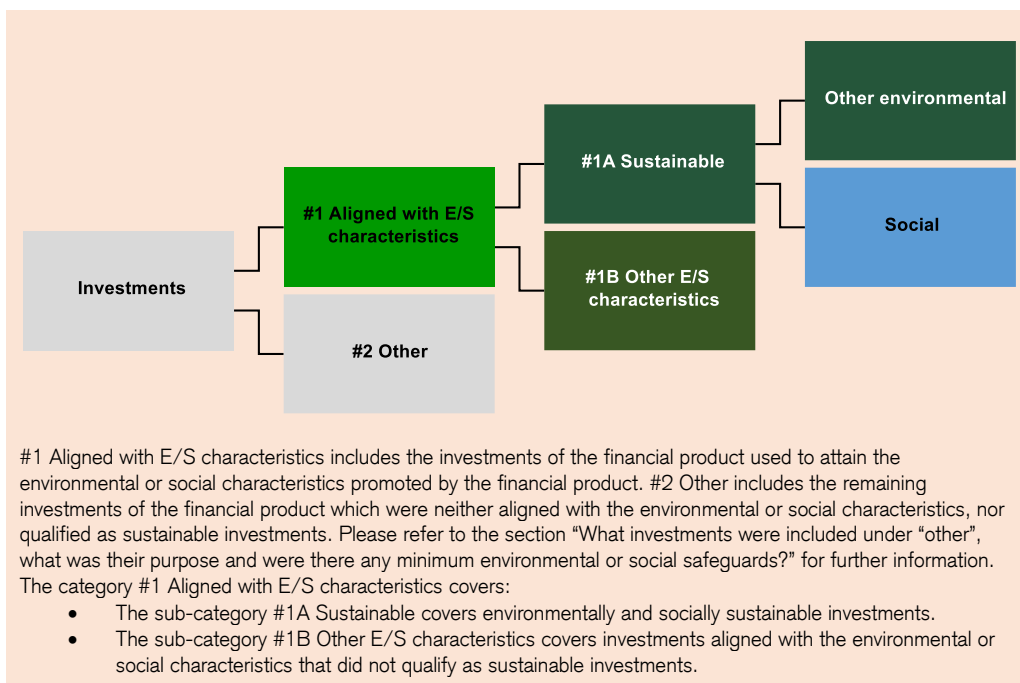 Other environmental
#1A Sustainable
#1 Aligned with E/S
characteristics
Social
Investments
#1B Other E/S
characteristics
#2 Other
#1 Aligned with E/S characteristics includes the investments of the financial product used to attain the
environmental or social characteristics promoted by the financial product. #2 Other includes the remaining
investments of the financial product which were neither aligned with the environmental or social characteristics, nor
qualified as sustainable investments. Please refer to the section “What investments were included under “other”,
what was their purpose and were there any minimum environmental or social safeguards?” for further information.
The category #1 Aligned with E/S characteristics covers:
• The sub-category #1A Sustainable covers environmentally and socially sustainable investments.
• The sub-category #1B Other E/S characteristics covers investments aligned with the environmental or
social characteristics that did not qualify as sustainable investments.